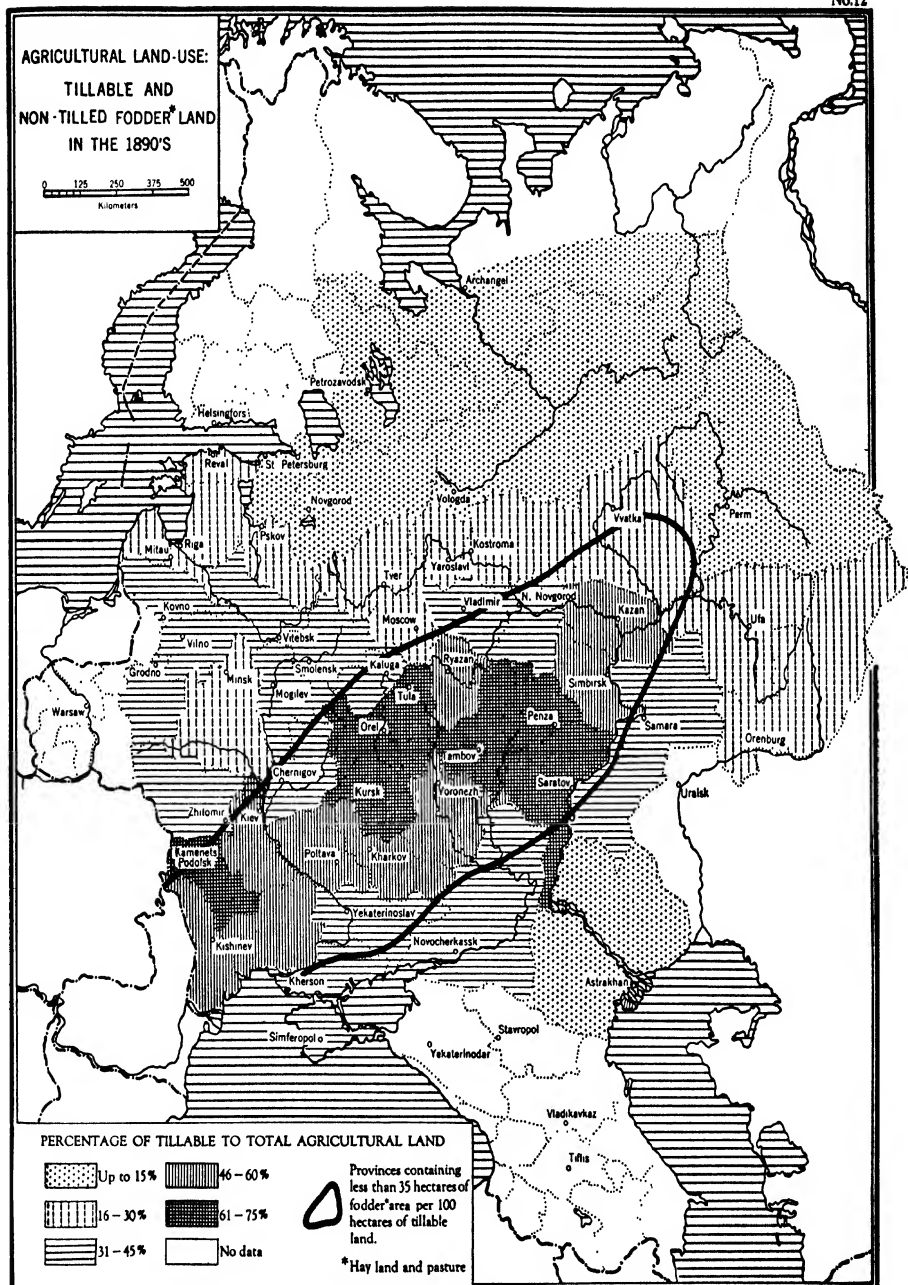 No.12
AGRICULTURAL LAND-USE:
TILLABLE AND
NON-TILLED FODDER* LAND
IN THE 1890'S
0 125 250 375 500
Kilometers
Archangel
Petrozavodsk
Helsingfors
Reval
St Petersburg
Novgorod
Vologda
Vyatka
Perm
Pskov
Kostroma
Mitau
Riga
Yaroslavl
Tver
N. Novgorod
Vladimir
Kazan
Kovno
Ufa
Moscow
Vilno
Vitebsk
Ryazan
Grodno
Smolensk
Kaluga
Minsk
Simbirsk
Mogilev
Tula
Warsaw
Penza
Samara
Orel
Orenburg
Tambov
Chernigov
Saratov
Kursk
Voronezh
Uralsk
Zhilomir
Kiev
Kamenets
Podolsk
Poltava
Kharkov
Yekaterinoslav
Kishinev
Novocherkassk
Kherson
Astrakhan
Simferopol
Stavropol
Yekaterinodar
Vladikavkaz
Tiflis
PERCENTAGE OF TILLABLE TO TOTAL AGRICULTURAL LAND
Up to 15%
46-60%
16-30%
61-75%
31-45%
No data
Provinces containing
less than 35 hectares of
fodder* area per 100
hectares of tillable
land.
*Hay land and pasture